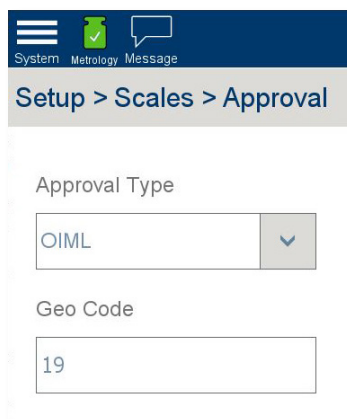 System Metrology Message
Setup > Scales > Approval
Approval Type
OIML
Geo Code
19